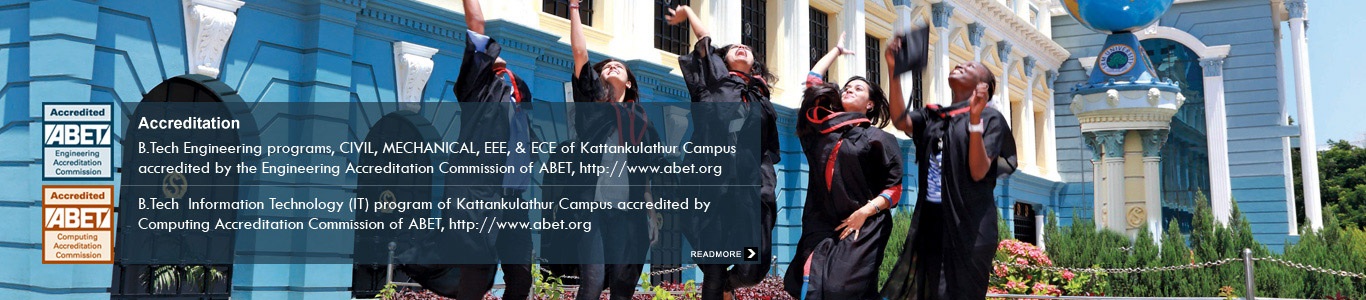 Accredited
ABET
Engineering
Accreditation
Commission
Accreditation
B.Tech Engineering programs, CIVIL, MECHANICAL, EEE, & ECE of Kattankulathur Campus
accredited by the Engineering Accreditation Commission of ABET, http://www.abet.org
Accredited
ABET
Computing
Accreditation
Commission
B.Tech Information Technology (IT) program of Kattankulathur Campus accredited by
Computing Accreditation Commission of ABET, http://www.abet.org
READMORE